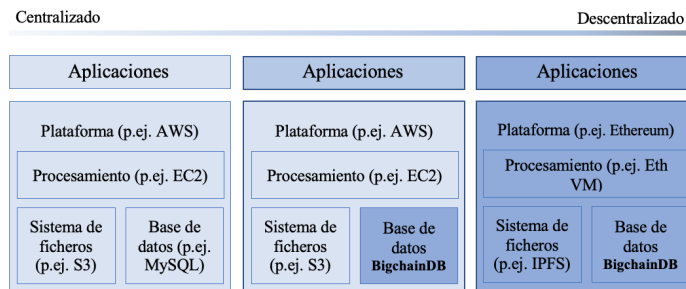 Centralizado
Descentralizado
Aplicaciones
Aplicaciones
Aplicaciones
Plataforma (p.ej. AWS)
Procesamiento (p.ej. EC2)
Sistema de
ficheros
(p.ej. S3)
Base de
datos (p.ej.
MySQL)
Plataforma (p.ej. AWS)
Procesamiento (p.ej. EC2)
Sistema de
ficheros
(p.ej. S3)
Base de
datos
BigchainDB
Plataforma (p.ej. Ethereum)
Procesamiento (p.ej. Eth
VM)
Sistema de
ficheros
(p.ej. IPFS)
Base de
datos
BigchainDB